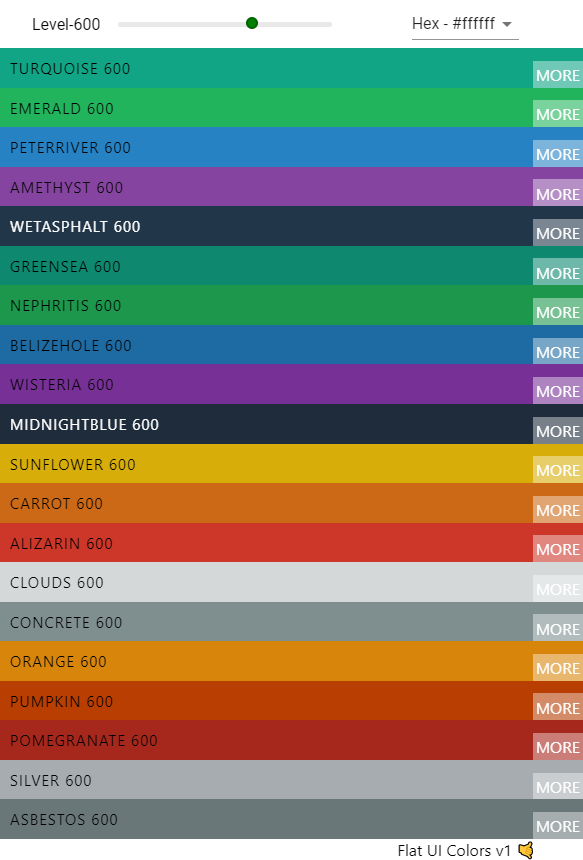 Level-600 Hex - #ffffff
TURQUOISE 600 MORE
EMERALD 600 MORE
PETERRIVER 600 MORE
AMETHYST 600 MORE
WETASPHALT 600 MORE
GREENSEA 600 MORE
NEPHRITIS 600 MORE
BELIZEHOLE 600 MORE
WISTERIA 600 MORE
MIDNIGHTBLUE 600 MORE
SUNFLOWER 600 MORE
CARROT 600 MORE
ALIZARIN 600 MORE
CLOUDS 600 MORE
CONCRETE 600 MORE
ORANGE 600 MORE
PUMPKIN 600 MORE
POMEGRANATE 600 MORE
SILVER 600 MORE
ASBESTOS 600 MORE
Flat UI Colors v1